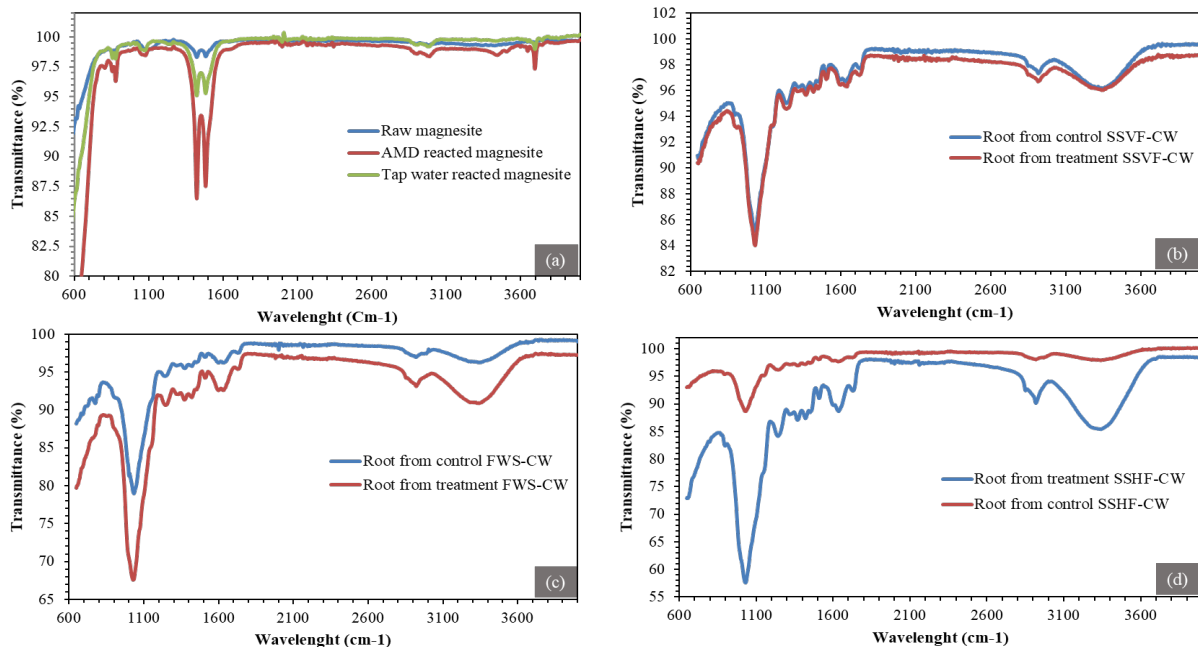 Transmittance (%)
100
97.5
95
92.5
90
87.5
85
82.5
80
Raw magnesite
AMD reacted magnesite
Tap water reacted magnesite
(a)
600 1100 1600 2100 2600 3100 3600
Wavelenght (Cm-1)
Transmittance (%)
102
100
98
96
94
92
90
88
86
84
82
Root from control SSVF-CW
Root from treatment SSVF-CW
(b)
600 1100 1600 2100 2600 3100 3600
Wavelenght (cm-1)
Transmittance (%)
100
95
90
85
80
75
70
65
Root from control FWS-CW
Root from treatment FWS-CW
(c)
600 1100 1600 2100 2600 3100 3600
Wavelenght (cm-1)
Transmittance (%)
100
95
90
85
80
75
70
65
60
55
Root from treatment SSHF-CW
Root from control SSHF-CW
(d)
600 1100 1600 2100 2600 3100 3600
Wavelenght (cm-1)